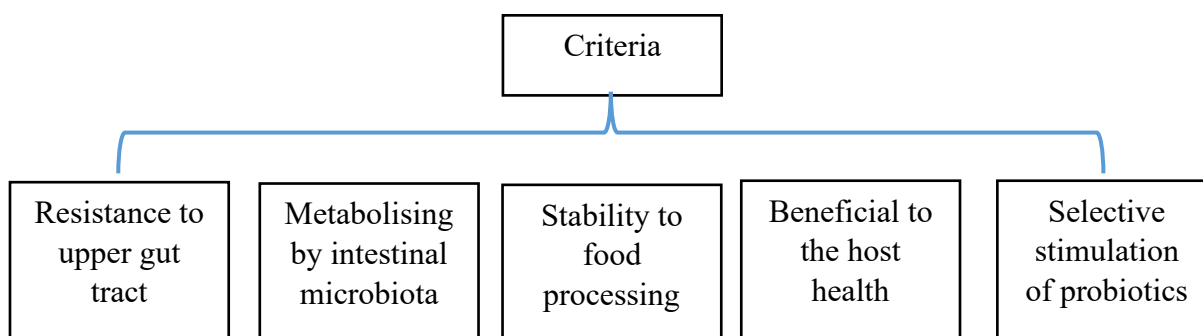 Criteria
Resistance to
upper gut
tract
Metabolising
by intestinal
microbiota
Stability to
food
processing
Beneficial to
the host
health
Selective
stimulation
of probiotics